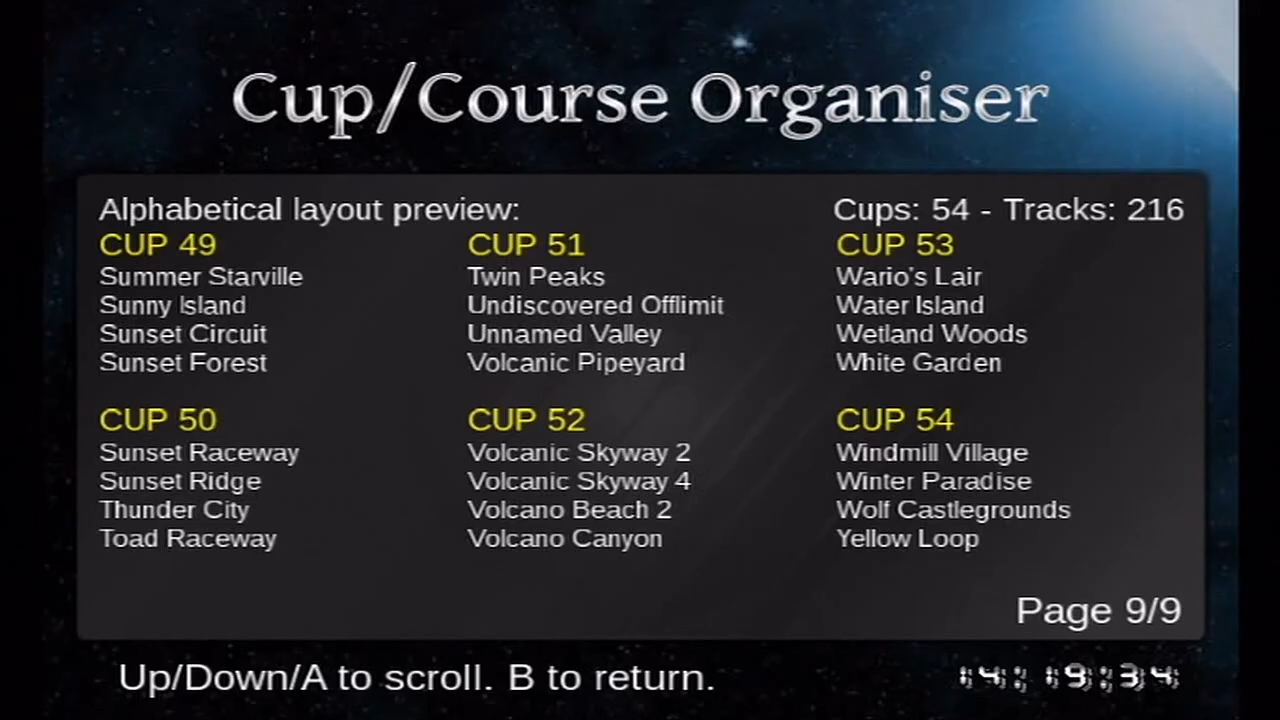 Cup/Course Organiser
Alphabetical layout preview:
Cups: 54 - Tracks: 216
CUP 49
Summer Starville
Sunny Island
Sunset Circuit
Sunset Forest
CUP 50
Sunset Raceway
Sunset Ridge
Thunder City
Toad Raceway
CUP 51
Twin Peaks
Undiscovered Offlimit
Unnamed Valley
Volcanic Pipeyard
CUP 52
Volcanic Skyway 2
Volcanic Skyway 4
Volcano Beach 2
Volcano Canyon
CUP 53
Wario's Lair
Water Island
Wetland Woods
White Garden
CUP 54
Windmill Village
Winter Paradise
Wolf Castlegrounds
Yellow Loop
Page 9/9
Up/Down/A to scroll. B to return.
14: 19:34